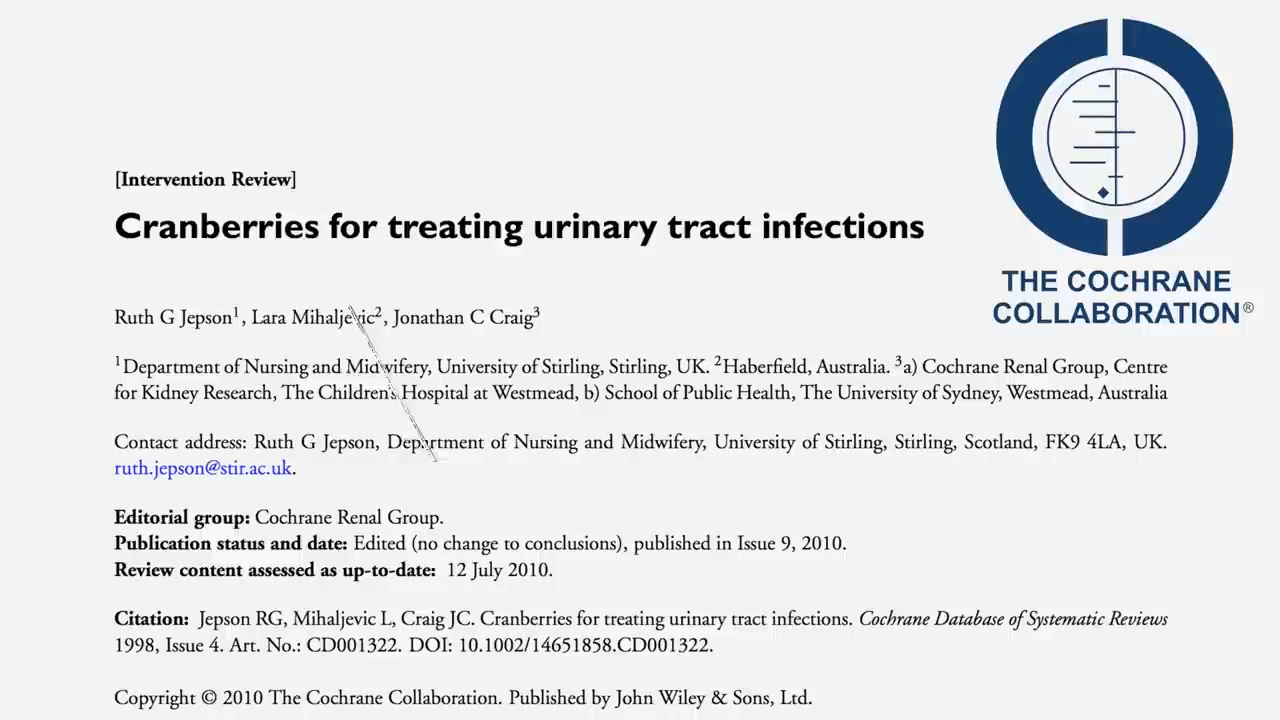 [Intervention Review]
Cranberries for treating urinary tract infections
THE COCHRANE
COLLABORATION®
Ruth G Jepson1, Lara Mihaljevic2, Jonathan C Craig3
1Department of Nursing and Midwifery, University of Stirling, Stirling, UK. 2Haberfield, Australia. 3a) Cochrane Renal Group, Centre
for Kidney Research, The Children's Hospital at Westmead, b) School of Public Health, The University of Sydney, Westmead, Australia
Contact address: Ruth G Jepson, Department of Nursing and Midwifery, University of Stirling, Stirling, Scotland, FK9 4LA, UK.
ruth.jepson@stir.ac.uk.
Editorial group: Cochrane Renal Group.
Publication status and date: Edited (no change to conclusions), published in Issue 9, 2010.
Review content assessed as up-to-date: 12 July 2010.
Citation: Jepson RG, Mihaljevic L, Craig JC. Cranberries for treating urinary tract infections. Cochrane Database of Systematic Reviews
1998, Issue 4. Art. No.: CD001322. DOI: 10.1002/14651858.CD001322.
Copyright © 2010 The Cochrane Collaboration. Published by John Wiley & Sons, Ltd.